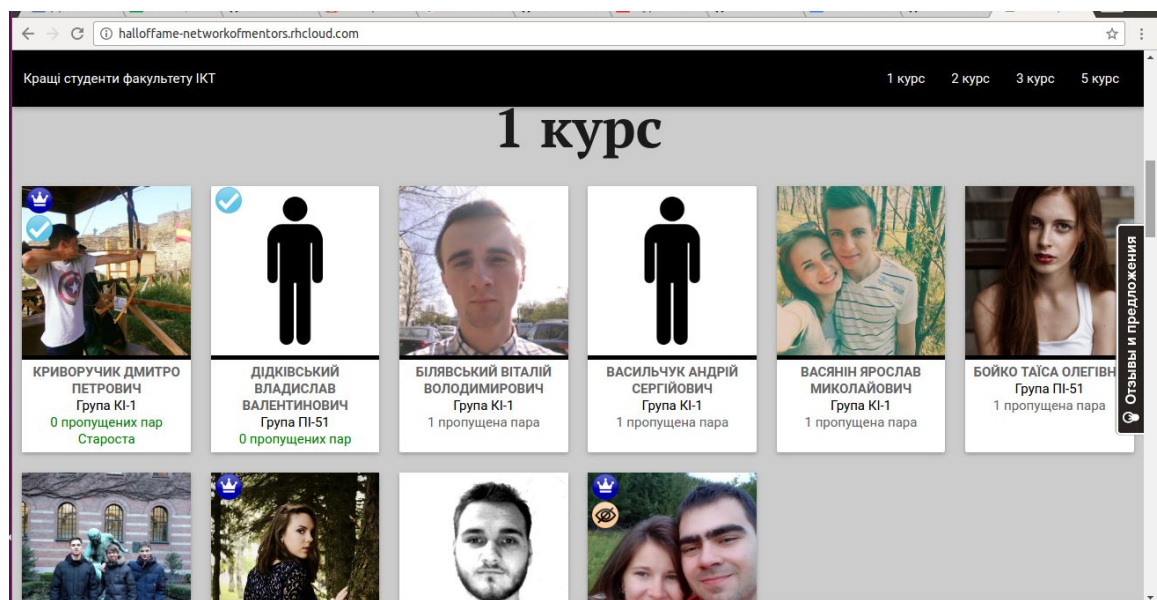 halloffame-networkofmentors.rhcloud.com
Кращі студенти факультету ІКТ
1 курс
2 курс
3 курс
5 курс
1 курс
КРИВОРУЧИК ДМИТРО
ПЕТРОВИЧ
Група КІ-1
0 пропущених пар
Староста
ДІДКІВСЬКИЙ
ВЛАДИСЛАВ
ВАЛЕНТИНОВИЧ
Група ПІ-51
0 пропущених пар
БІЛЯВСЬКИЙ ВІТАЛІЙ
ВОЛОДИМИРОВИЧ
Група КІ-1
1 пропущена пара
ВАСИЛЬЧУК АНДРІЙ
СЕРГІЙОВИЧ
Група КІ-1
1 пропущена пара
ВАСЯНІН ЯРОСЛАВ
МИКОЛАЙОВИЧ
Група КІ-1
1 пропущена пара
БОЙКО ТАЇСА ОЛЕГІВН
Група ПІ-51
1 пропущена пара
Отзывы и предложения